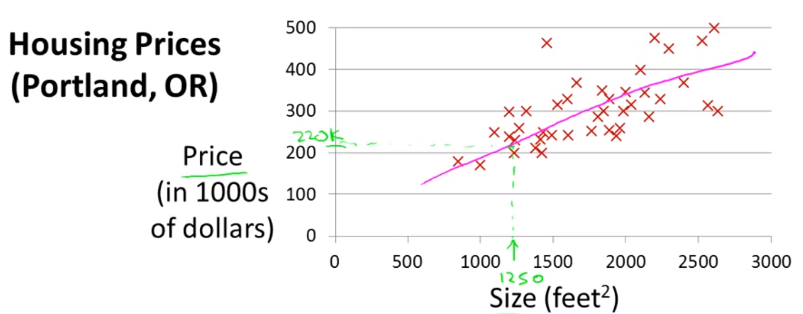 Housing Prices
(Portland, OR)
Price
(in 1000s
of dollars)
500
400
300
220k
200
100
0
0 500 1000 1500 2000 2500 3000
1250
Size (feet²)